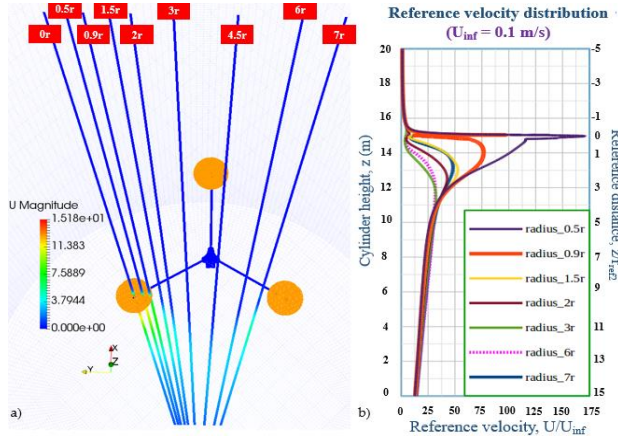 0r
0.5r
0.9r
1.5r
2r
3r
4.5r
6r
7r
U Magnitude
1.518e+01
11.383
7.5889
3.7944
0.000e+00
X
Y
Z
a)
Reference velocity distribution
(U_inf = 0.1 m/s)
20
18
16
14
12
10
8
6
4
2
0
Cylinder height, z (m)
-5
-3
-1
0
1
3
5
7
9
11
13
15
radius_0.5r
radius_0.9r
radius_1.5r
radius_2r
radius_3r
radius_6r
radius_7r
0 25 50 75 100 125 150 175
b) Reference velocity, U/U_inf